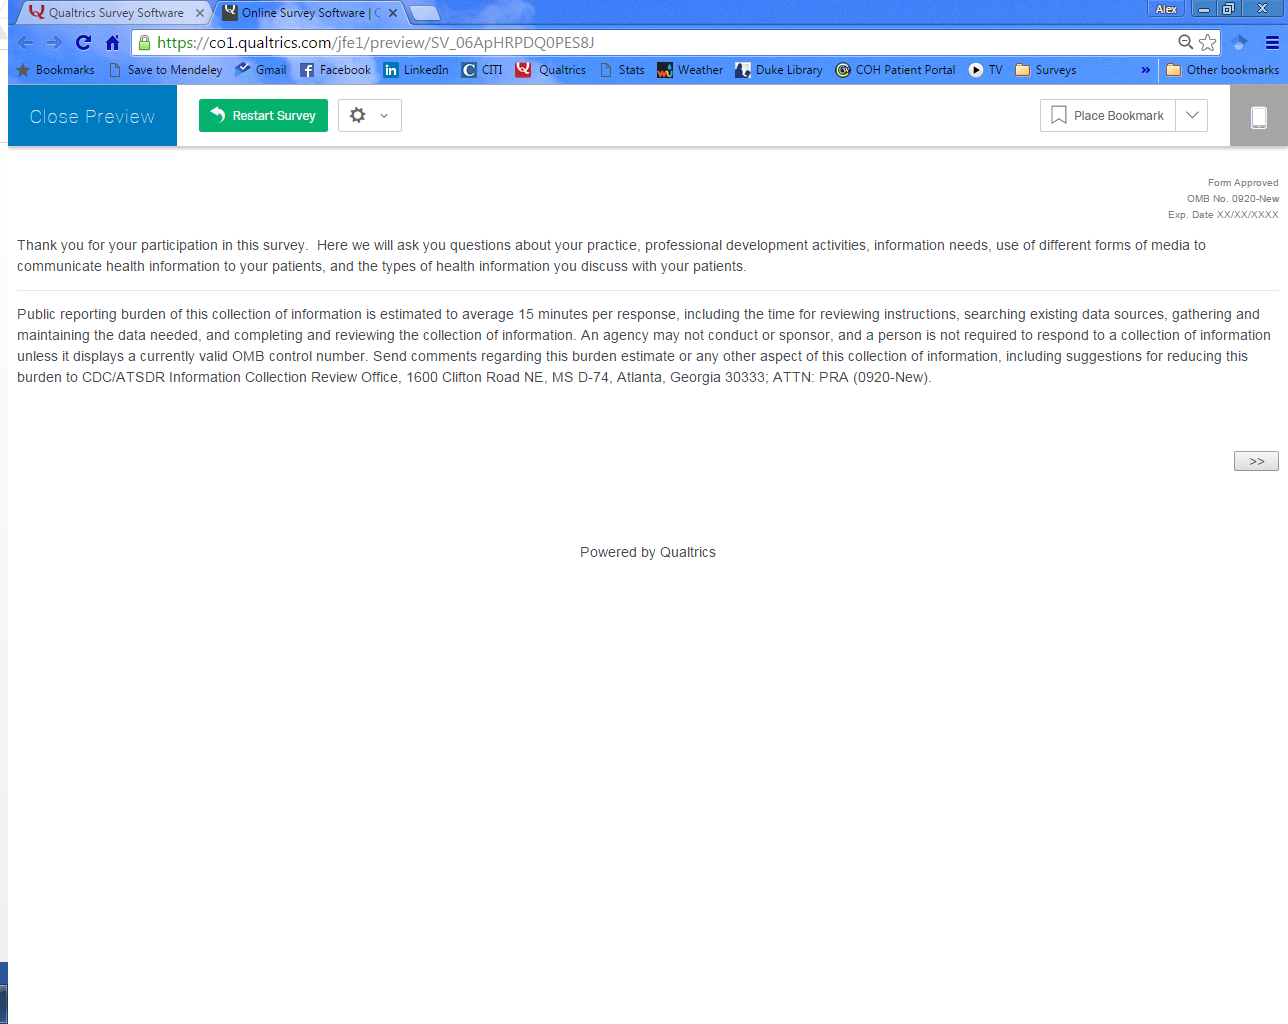 Qualtrics Survey Software
Online Survey Software |
Alex
https://co1.qualtrics.com/jfe1/preview/SV_06ApHRPDQ0PES8J
Bookmarks Save to Mendeley Gmail Facebook LinkedIn CITI Qualtrics Stats Weather Duke Library COH Patient Portal TV Surveys » Other bookmarks
Close Preview Restart Survey Place Bookmark
Form Approved
OMB No. 0920-New
Exp. Date XX/XX/XXXX
Thank you for your participation in this survey.  Here we will ask you questions about your practice, professional development activities, information needs, use of different forms of media to
communicate health information to your patients, and the types of health information you discuss with your patients.
Public reporting burden of this collection of information is estimated to average 15 minutes per response, including the time for reviewing instructions, searching existing data sources, gathering and
maintaining the data needed, and completing and reviewing the collection of information. An agency may not conduct or sponsor, and a person is not required to respond to a collection of information
unless it displays a currently valid OMB control number. Send comments regarding this burden estimate or any other aspect of this collection of information, including suggestions for reducing this
burden to CDC/ATSDR Information Collection Review Office, 1600 Clifton Road NE, MS D-74, Atlanta, Georgia 30333; ATTN: PRA (0920-New).
>>
Powered by Qualtrics